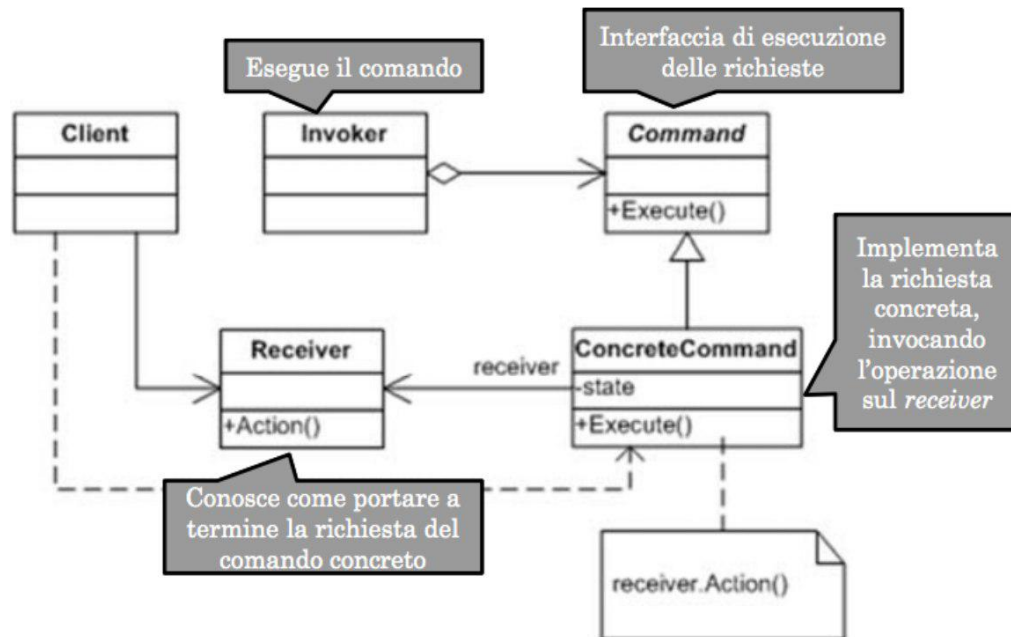 Esegue il comando
Interfaccia di esecuzione
delle richieste
Client
Invoker
Command
+Execute()
Implementa
la richiesta
concreta,
invocando
l'operazione
sul receiver
Receiver
+Action()
receiver
ConcreteCommand
-state
+Execute()
Conosce come portare a
termine la richiesta del
comando concreto
receiver.Action()